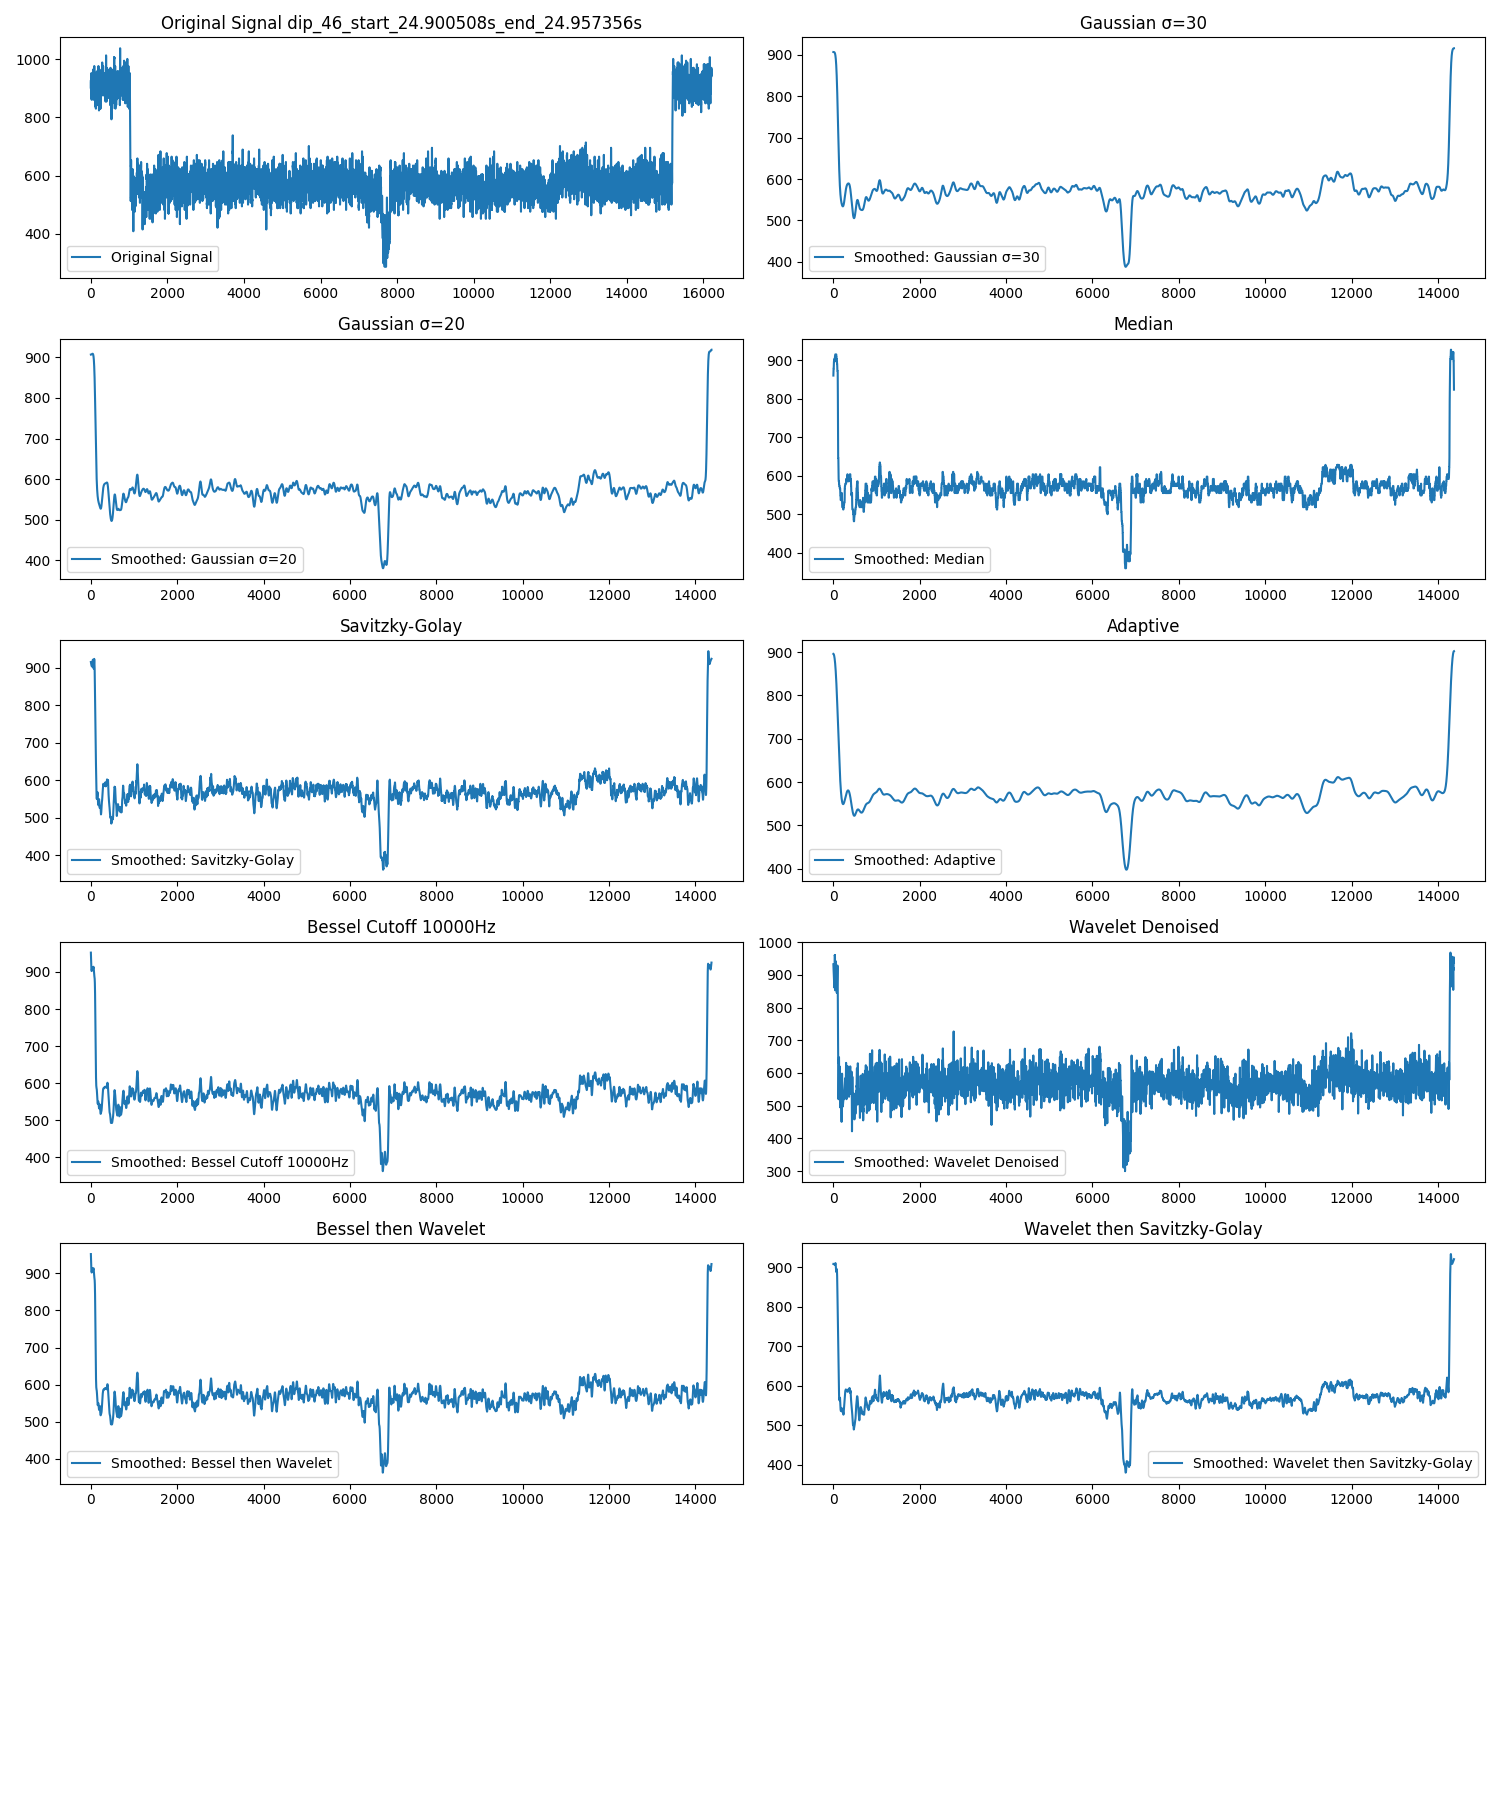 Original Signal dip_46_start_24.900508s_end_24.957356s
1000
800
600
400
Original Signal
0 2000 4000 6000 8000 10000 12000 14000 16000
Gaussian σ=30
900
800
700
600
500
400
Smoothed: Gaussian σ=30
0 2000 4000 6000 8000 10000 12000 14000
Gaussian σ=20
900
800
700
600
500
400
Smoothed: Gaussian σ=20
0 2000 4000 6000 8000 10000 12000 14000
Median
900
800
700
600
500
400
Smoothed: Median
0 2000 4000 6000 8000 10000 12000 14000
Savitzky-Golay
900
800
700
600
500
400
Smoothed: Savitzky-Golay
0 2000 4000 6000 8000 10000 12000 14000
Adaptive
900
800
700
600
500
400
Smoothed: Adaptive
0 2000 4000 6000 8000 10000 12000 14000
Bessel Cutoff 10000Hz
900
800
700
600
500
400
Smoothed: Bessel Cutoff 10000Hz
0 2000 4000 6000 8000 10000 12000 14000
Wavelet Denoised
1000
900
800
700
600
500
400
300
Smoothed: Wavelet Denoised
0 2000 4000 6000 8000 10000 12000 14000
Bessel then Wavelet
900
800
700
600
500
400
Smoothed: Bessel then Wavelet
0 2000 4000 6000 8000 10000 12000 14000
Wavelet then Savitzky-Golay
900
800
700
600
500
400
Smoothed: Wavelet then Savitzky-Golay
0 2000 4000 6000 8000 10000 12000 14000